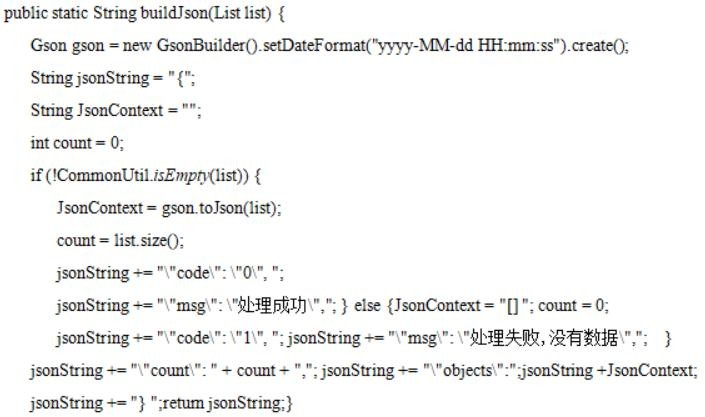 public static String buildJson(List list) {
Gson gson = new GsonBuilder().setDateFormat("yyyy-MM-dd HH:mm:ss").create();
String jsonString = "{";
String JsonContext = "";
int count = 0;
if (!CommonUtil.isEmpty(list)) {
JsonContext = gson.toJson(list);
count = list.size();
jsonString += "\"code\": \"0\", ";
jsonString += "\"msg\": \"处理成功\","; } else {JsonContext = "[] "; count = 0;
jsonString += "\"code\": \"1\", "; jsonString += "\"msg\": \"处理失败,没有数据\","; }
jsonString += "\"count\": " + count + ","; jsonString += "\"objects\":";jsonString +JsonContext;
jsonString += "} ";return jsonString;}